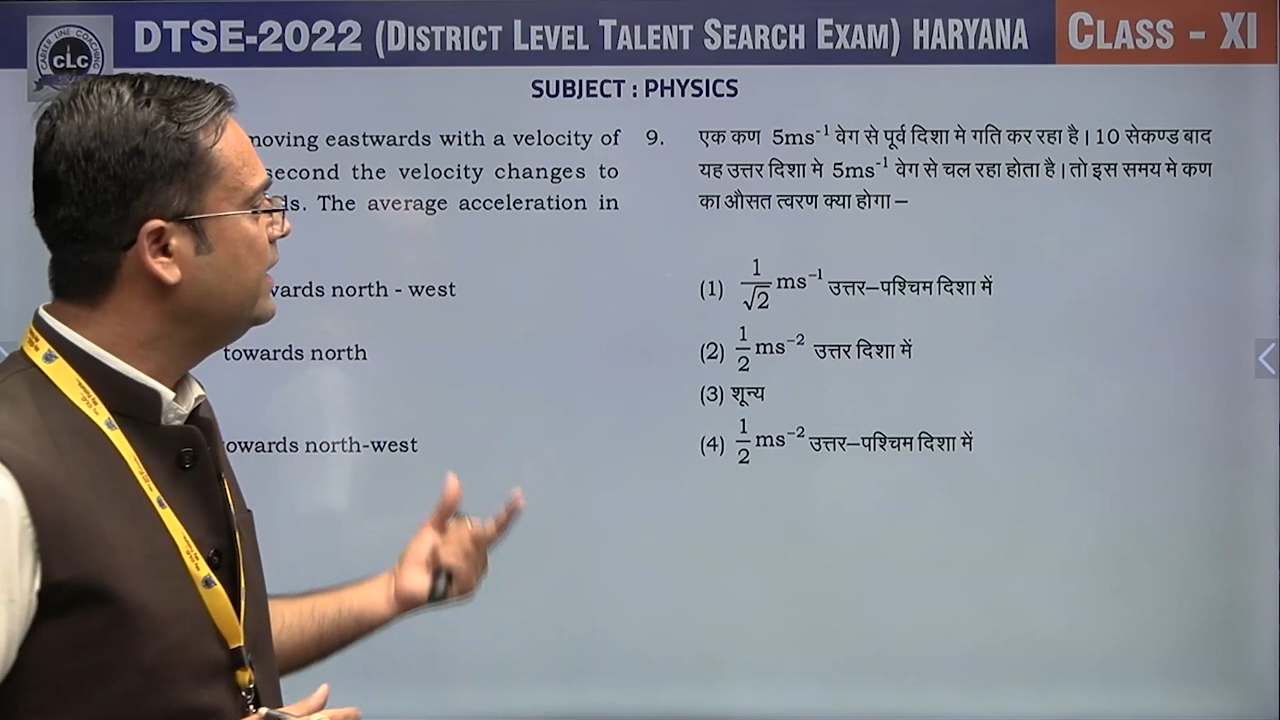 DTSE-2022 (DISTRICT LEVEL TALENT SEARCH EXAM) HARYANA
CLASS - XI
CAREER LINE COACHING
CLC
SUBJECT : PHYSICS
moving eastwards with a velocity of
second the velocity changes to
The average acceleration in
north - west
towards north
towards north-west
9. एक कण 5ms⁻¹ वेग से पूर्व दिशा मे गति कर रहा है। 10 सेकण्ड बाद
यह उत्तर दिशा मे 5ms⁻¹ वेग से चल रहा होता है। तो इस समय मे कण
का औसत त्वरण क्या होगा –
(1) 1/√2 ms⁻¹ उत्तर–पश्चिम दिशा में
(2) 1/2 ms⁻² उत्तर दिशा में
(3) शून्य
(4) 1/2 ms⁻² उत्तर–पश्चिम दिशा में